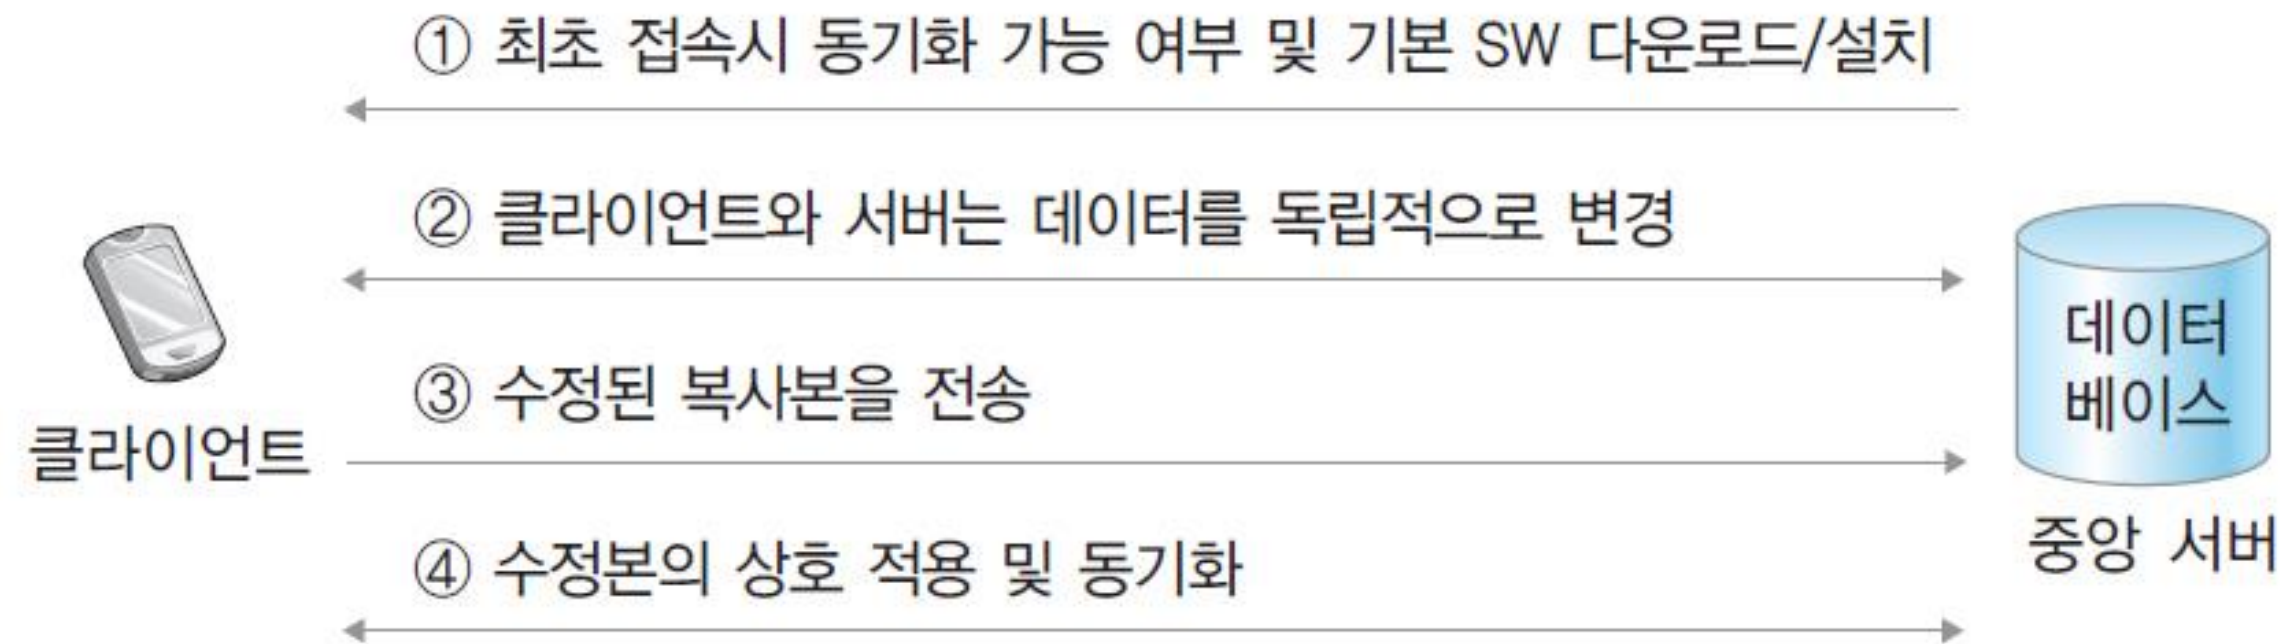 ① 최초 접속시 동기화 가능 여부 및 기본 SW 다운로드/설치
② 클라이언트와 서버는 데이터를 독립적으로 변경
데이터
베이스
③ 수정된 복사본을 전송
클라이언트
④ 수정본의 상호 적용 및 동기화
중앙 서버